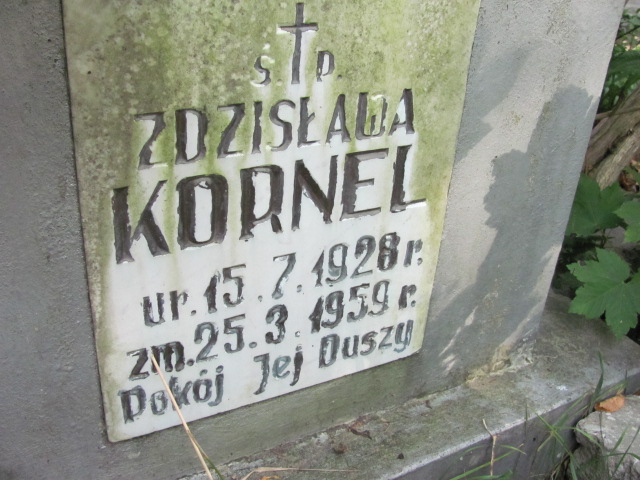 ś p.
ZDZISŁAWA
KORNEL
ur. 15.7.1928 r.
zm. 25.3.1959 r.
Pokój Jej Duszy